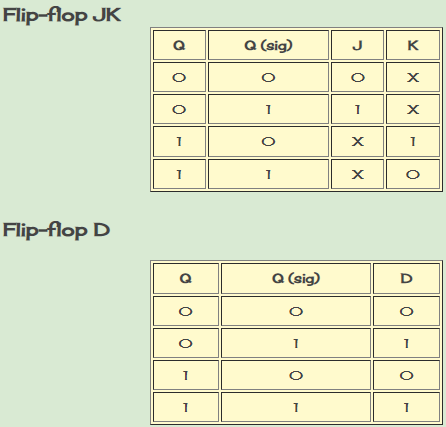 Flip-flop JK
Q Q (sig) J K
0 0 0 X
0 1 1 X
1 0 X 1
1 1 X 0
Flip-flop D
Q Q (sig) D
0 0 0
0 1 1
1 0 0
1 1 1